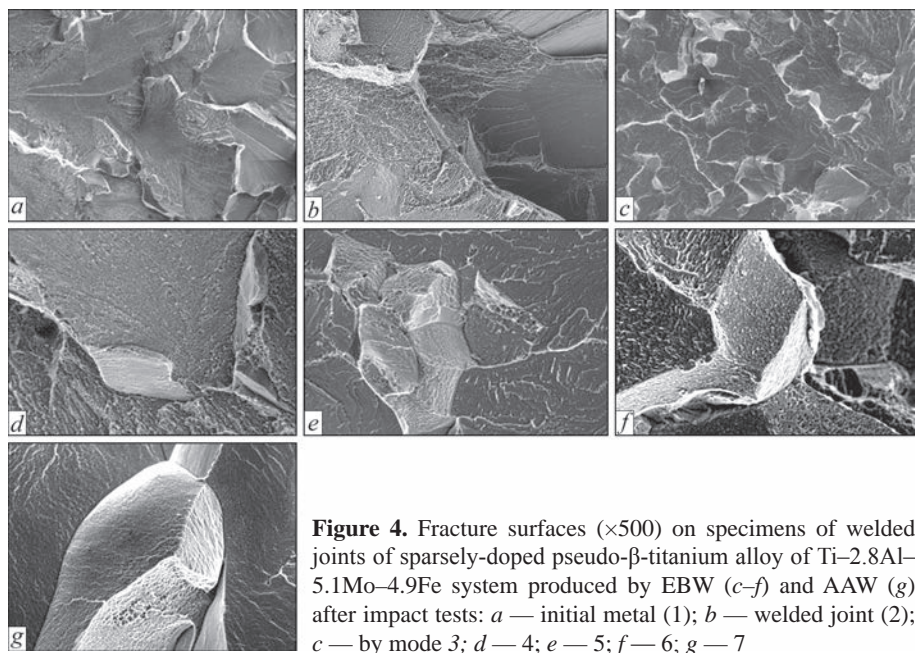 a
b
c
d
e
f
g
Figure 4. Fracture surfaces (×500) on specimens of welded
joints of sparsely-doped pseudo-β-titanium alloy of Ti–2.8Al–
5.1Mo–4.9Fe system produced by EBW (c–f) and AAW (g)
after impact tests: a — initial metal (1); b — welded joint (2);
c — by mode 3; d — 4; e — 5; f — 6; g — 7